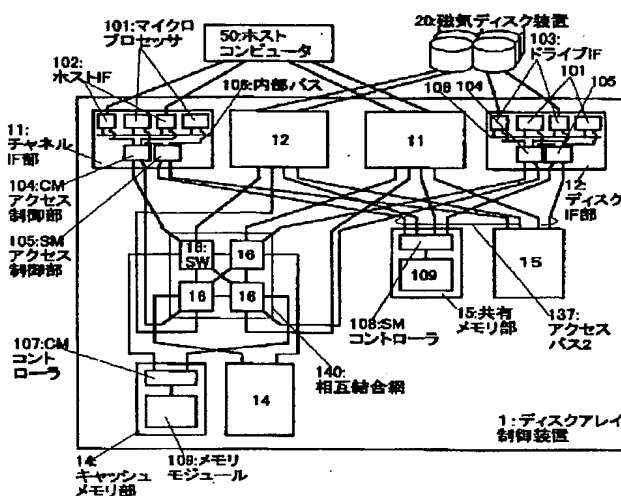 101:マイクロ
プロセッサ
50:ホスト
コンピュータ
20:磁気ディスク装置
103:ドライブIF
102:
ホストIF
106:内部バス
104
101
105
106
11:
チャネル
IF部
12
11
12:
ディスク
IF部
104:CM
アクセス
制御部
105:SM
アクセス
制御部
16:SW
16
16
16
109
15
108:SM
コントローラ
15:共有
メモリ部
137:アクセス
パス2
107:CM
コント
ローラ
140:
相互結合網
14
1:ディスクアレイ
制御装置
14:
キャッシュ
メモリ部
109:メモリ
モジュール